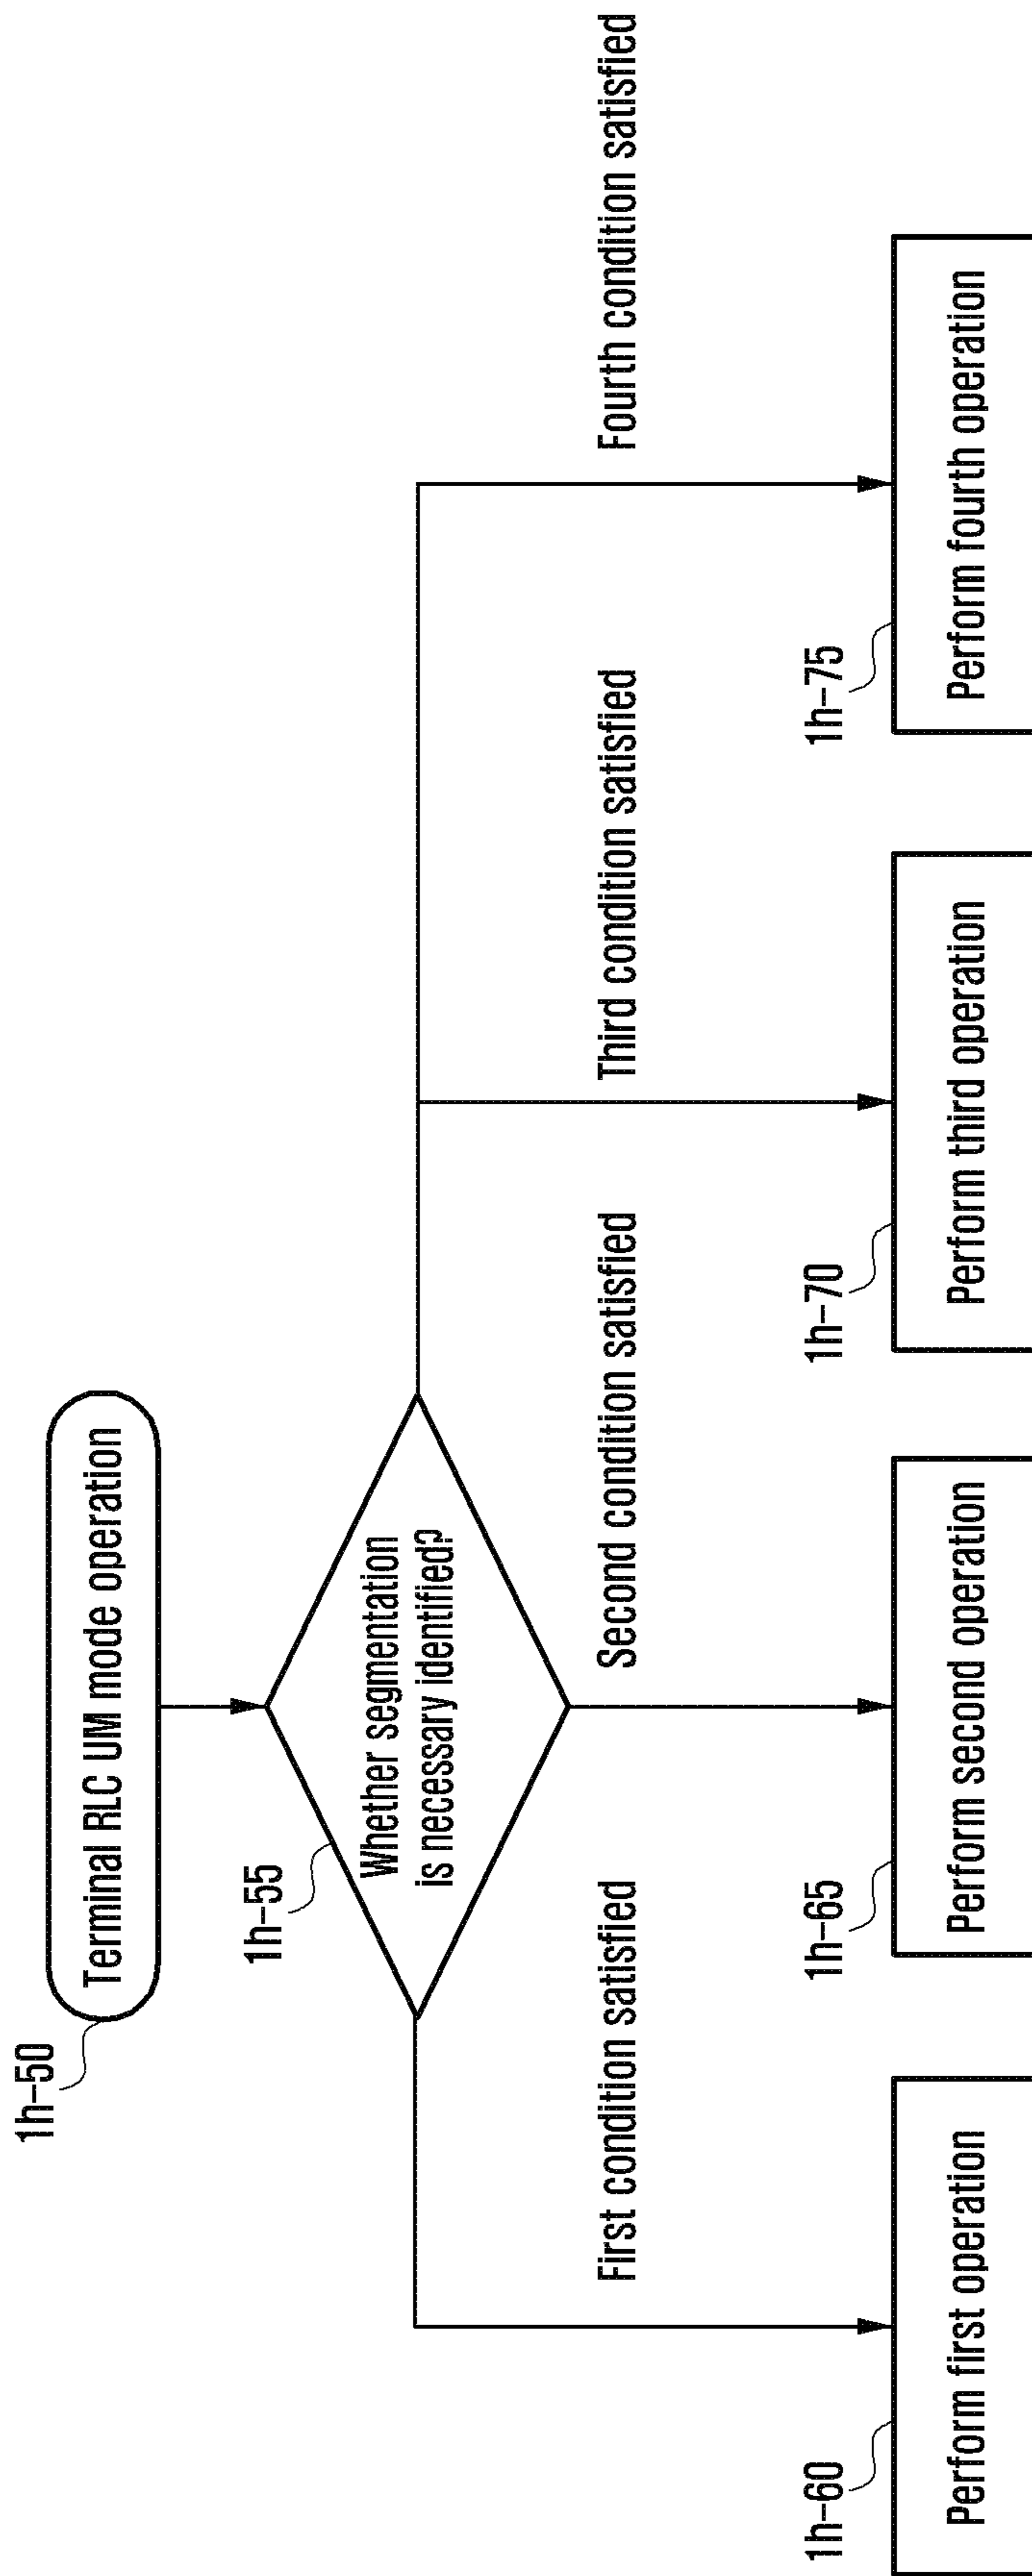 1h-50
Terminal RLC UM mode operation
1h-55
Whether segmentation
is necessary identified?
First condition satisfied
Second condition satisfied
Third condition satisfied
Fourth condition satisfied
1h-60
1h-65
1h-70
1h-75
Perform first operation
Perform second operation
Perform third operation
Perform fourth operation